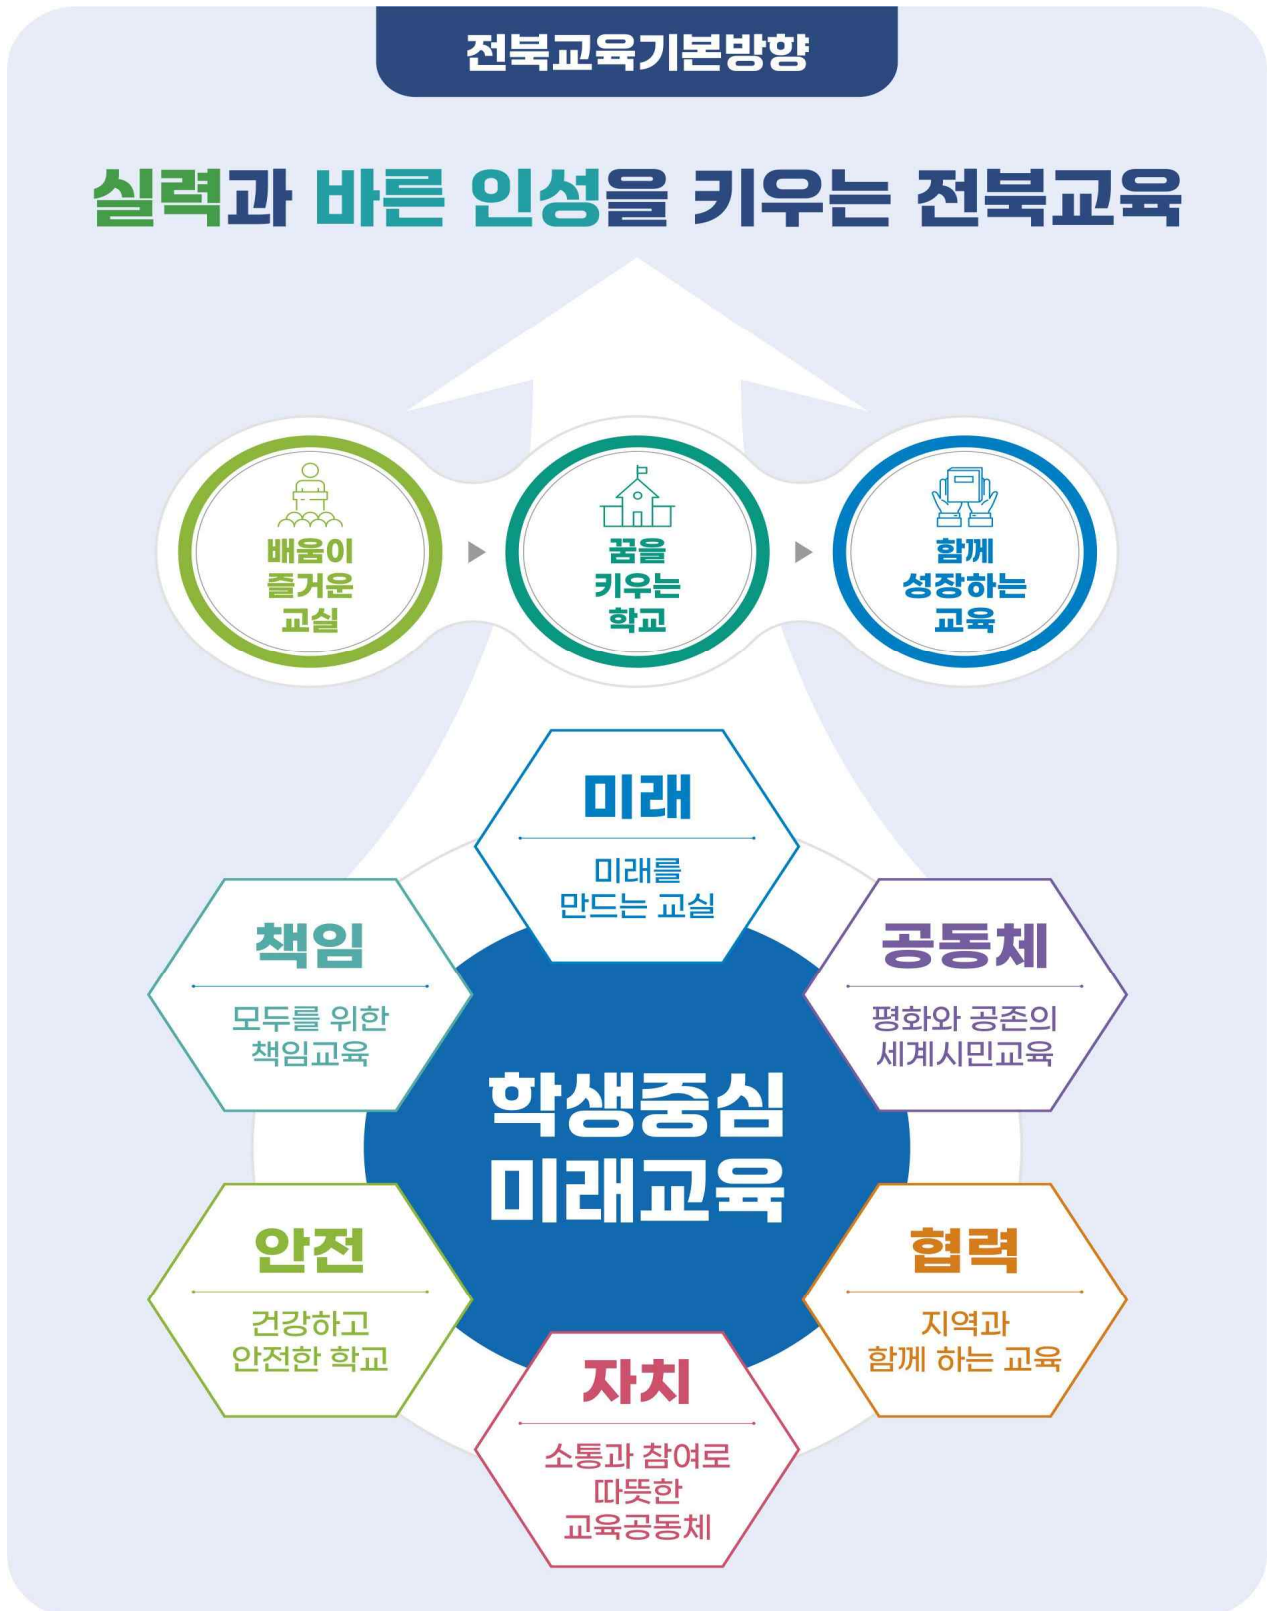 전북교육기본방향
실력과 바른 인성을 키우는 전북교육
배움이
즐거운
교실
꿈을
키우는
학교
함께
성장하는
교육
미래
미래를
만드는 교실
책임
모두를 위한
책임교육
공동체
평화와 공존의
세계시민교육
학생중심
미래교육
안전
건강하고
안전한 학교
협력
지역과
함께 하는 교육
자치
소통과 참여로
따뜻한
교육공동체